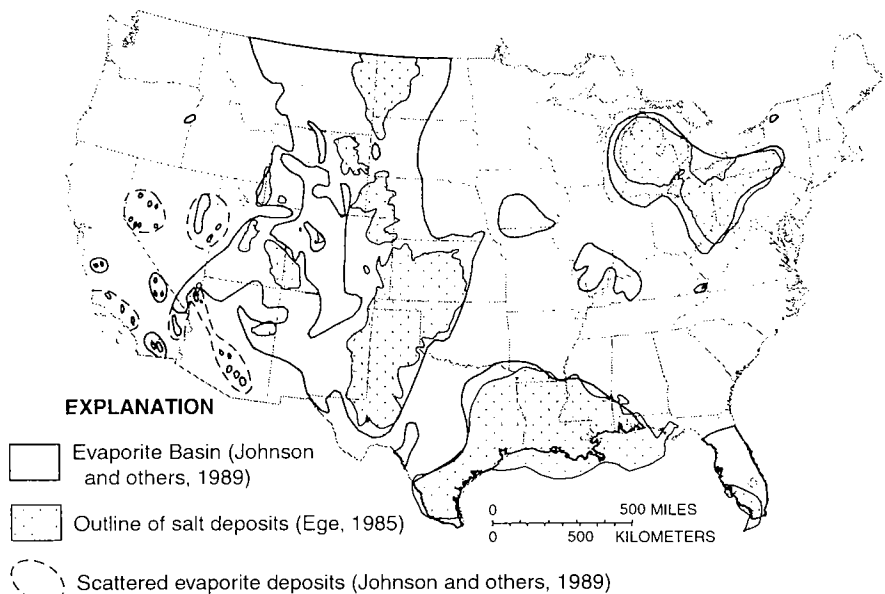 EXPLANATION
Evaporite Basin (Johnson
and others, 1989)
Outline of salt deposits (Ege, 1985)
Scattered evaporite deposits (Johnson and others, 1989)
0 500 MILES
0 500 KILOMETERS